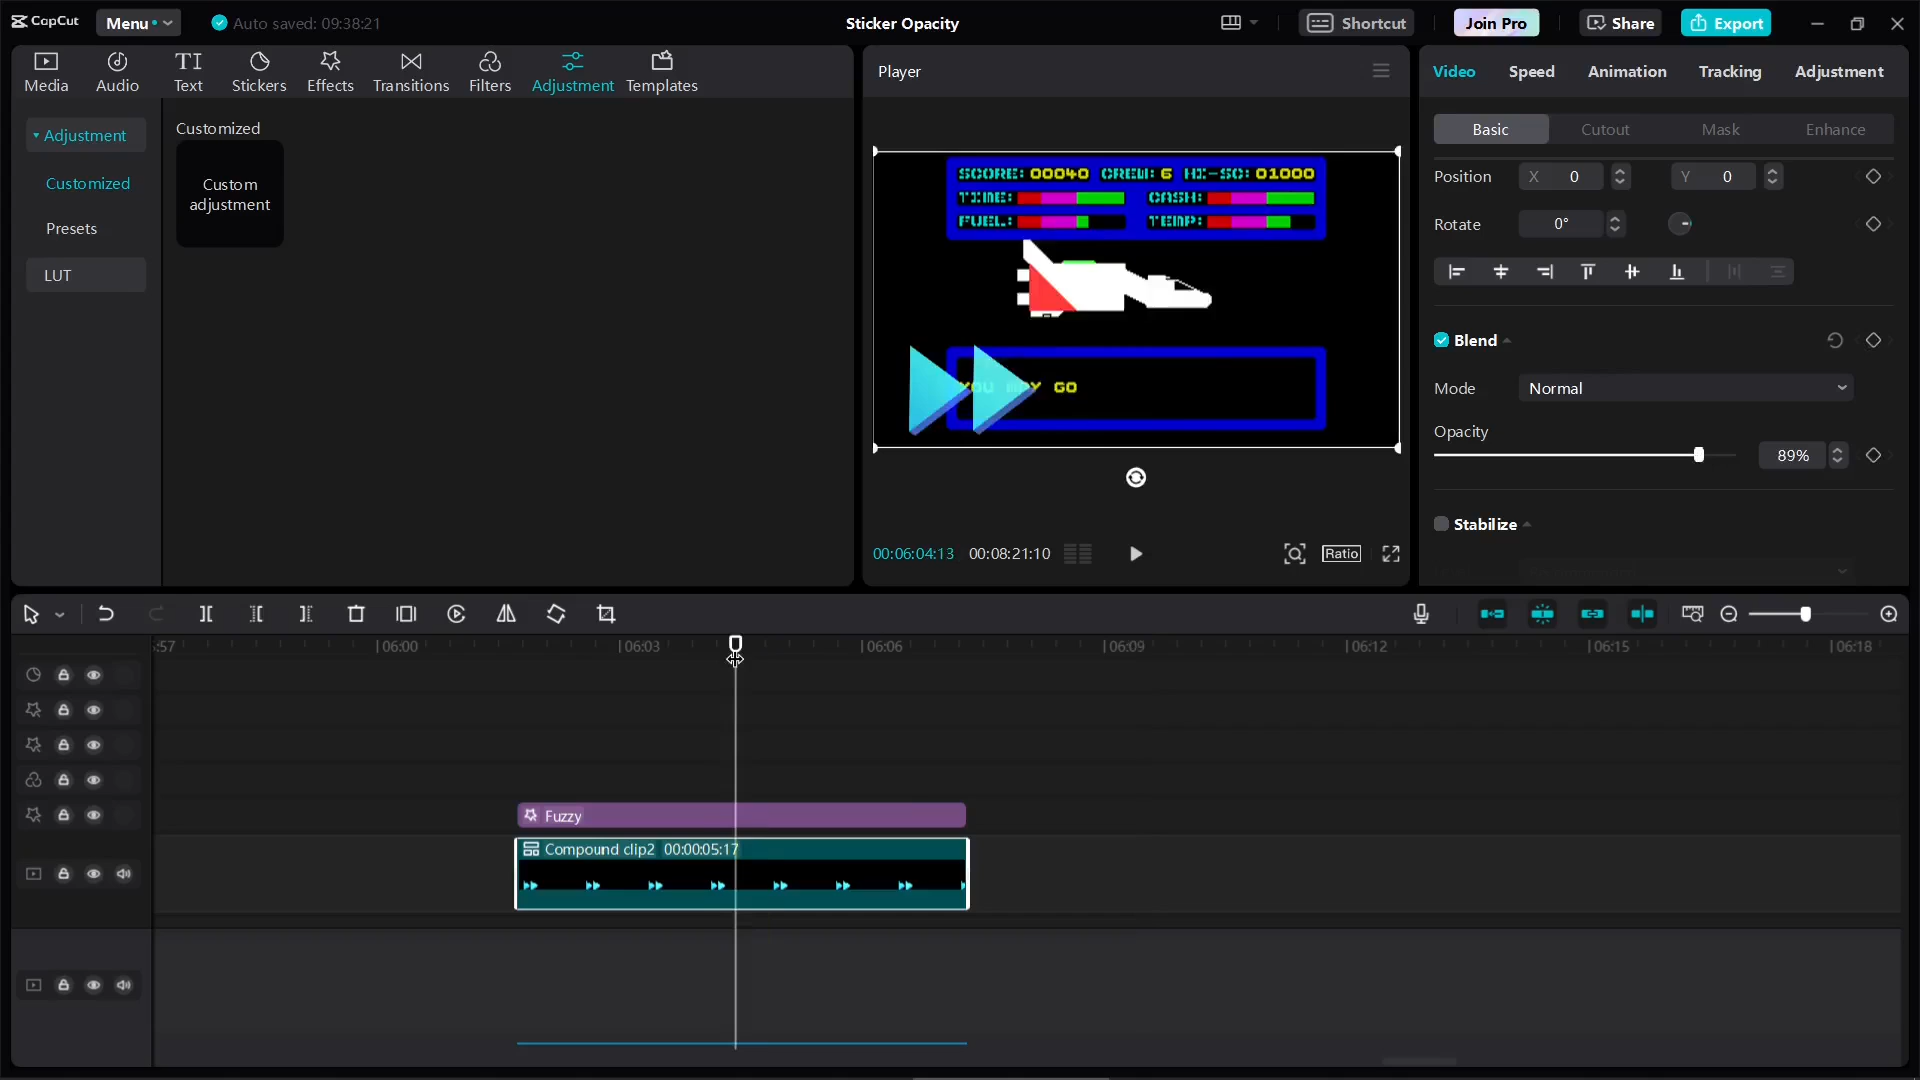 CapCut Menu Auto saved: 09:38:21 Sticker Opacity Shortcut Join Pro Share Export
Media Audio Text Stickers Effects Transitions Filters Adjustment Templates
Adjustment
Customized
Presets
LUT
Customized
Custom
adjustment
Player
SCORE: 00040 CREW: 6 HI-SC: 01000
TIME: CASH:
FUEL: TEMP:
YOU MAY GO
00:06:04:13 00:08:21:10 Ratio
Video Speed Animation Tracking Adjustment
Basic Cutout Mask Enhance
Position X 0 Y 0
Rotate 0°
Blend
Mode Normal
Opacity
89%
Stabilize
:57 06:00 06:03 06:06 06:09 06:12 06:15 06:18
Fuzzy
Compound clip2 00:00:05:17